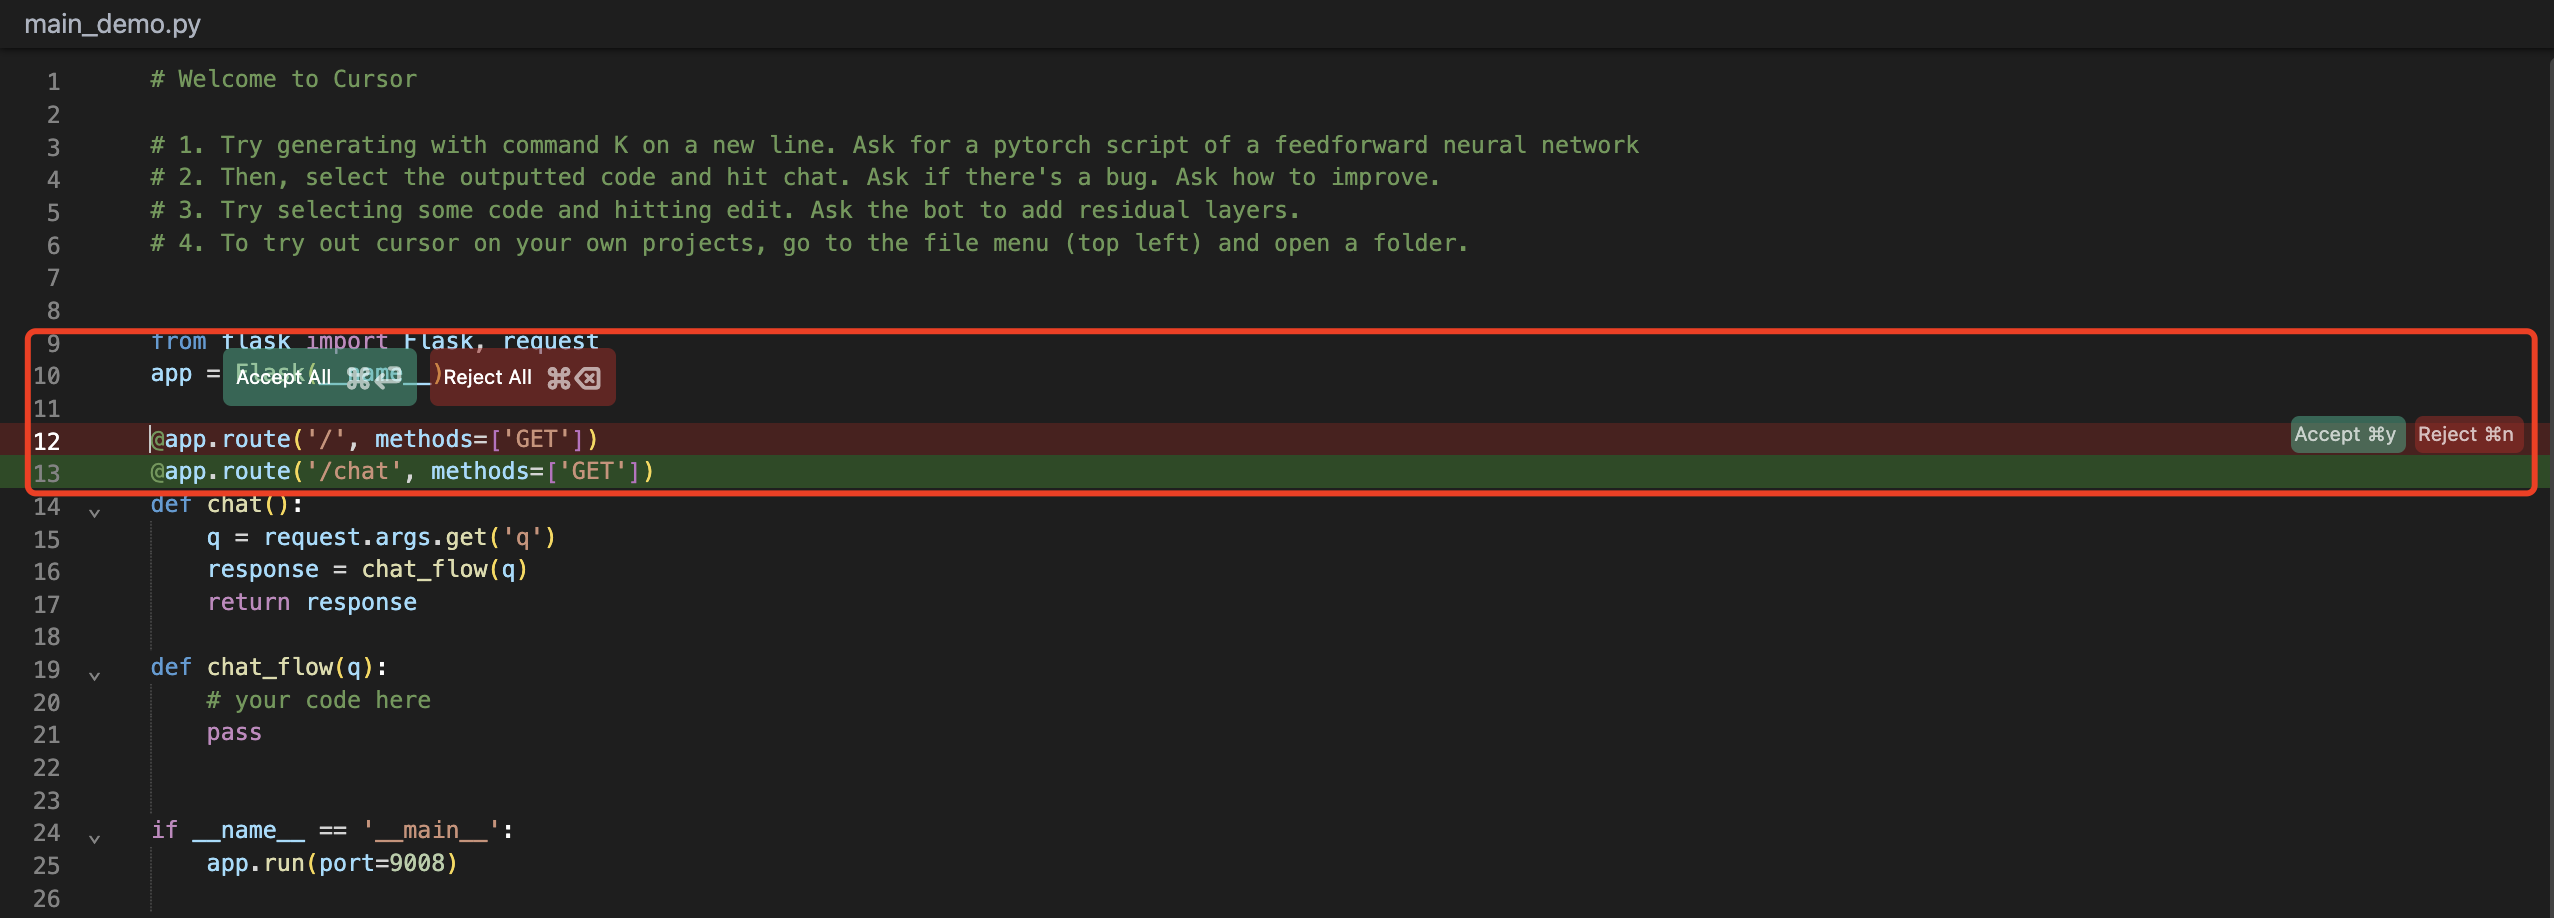 main_demo.py
1 # Welcome to Cursor
2
3 # 1. Try generating with command K on a new line. Ask for a pytorch script of a feedforward neural network
4 # 2. Then, select the outputted code and hit chat. Ask if there's a bug. Ask how to improve.
5 # 3. Try selecting some code and hitting edit. Ask the bot to add residual layers.
6 # 4. To try out cursor on your own projects, go to the file menu (top left) and open a folder.
7
8
9 from flask import Flask, request
10 app = Flask(__name__)
Accept All ⌘⏎ Reject All ⌘⌫
11
12 @app.route('/', methods=['GET']) Accept ⌘y Reject ⌘n
13 @app.route('/chat', methods=['GET'])
14 def chat():
15 q = request.args.get('q')
16 response = chat_flow(q)
17 return response
18
19 def chat_flow(q):
20 # your code here
21 pass
22
23
24 if __name__ == '__main__':
25 app.run(port=9008)
26